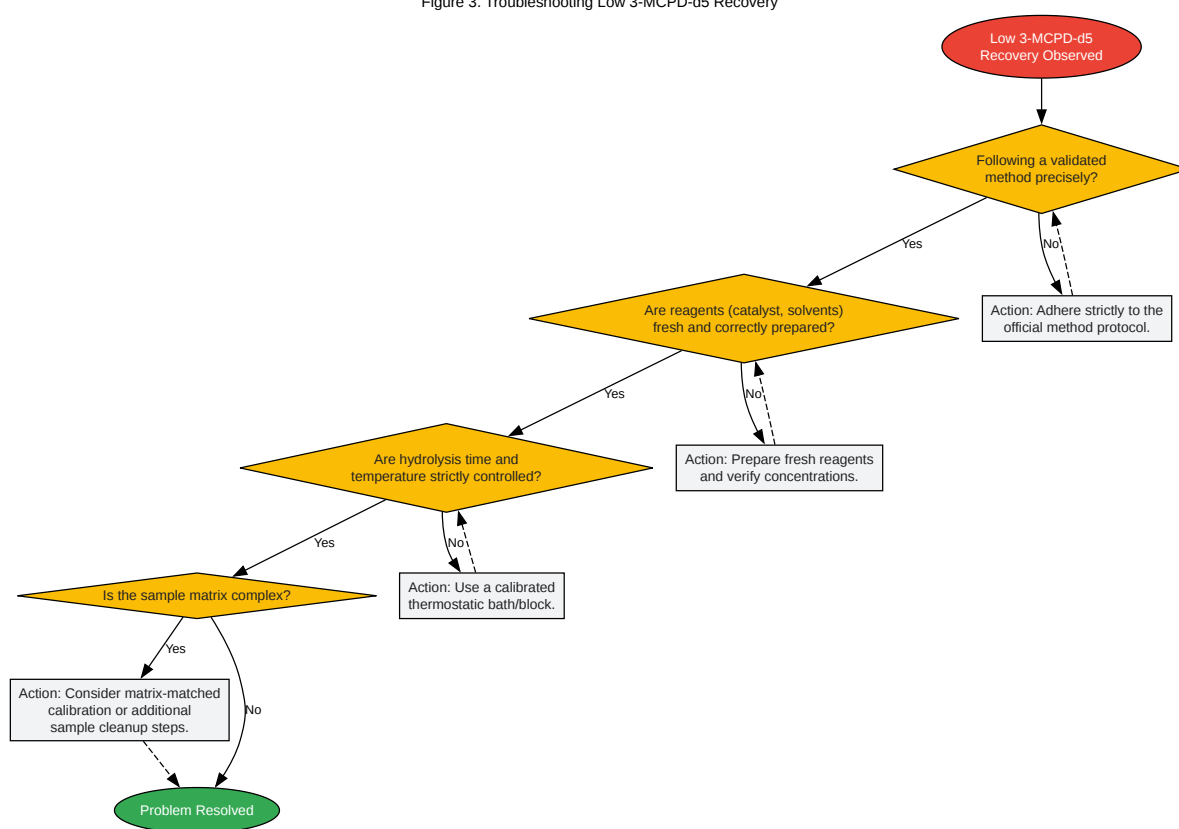 Figure 3. Troubleshooting Low 3-MCPD-d5 Recovery
Low 3-MCPD-d5
Recovery Observed
Following a validated
method precisely?
Yes
No
Action: Adhere strictly to the
official method protocol.
Are reagents (catalyst, solvents)
fresh and correctly prepared?
Yes
No
Action: Prepare fresh reagents
and verify concentrations.
Are hydrolysis time and
temperature strictly controlled?
Yes
No
Action: Use a calibrated
thermostatic bath/block.
Is the sample matrix complex?
Yes
No
Action: Consider matrix-matched
calibration or additional
sample cleanup steps.
Problem Resolved